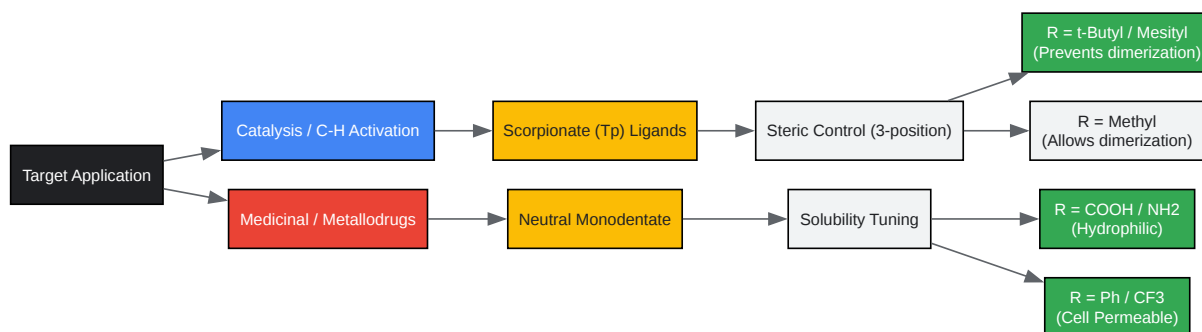 R = t-Butyl / Mesityl
(Prevents dimerization)
Catalysis / C-H Activation
Scorpionate (Tp) Ligands
Steric Control (3-position)
R = Methyl
(Allows dimerization)
Target Application
Medicinal / Metallodrugs
Neutral Monodentate
Solubility Tuning
R = COOH / NH2
(Hydrophilic)
R = Ph / CF3
(Cell Permeable)